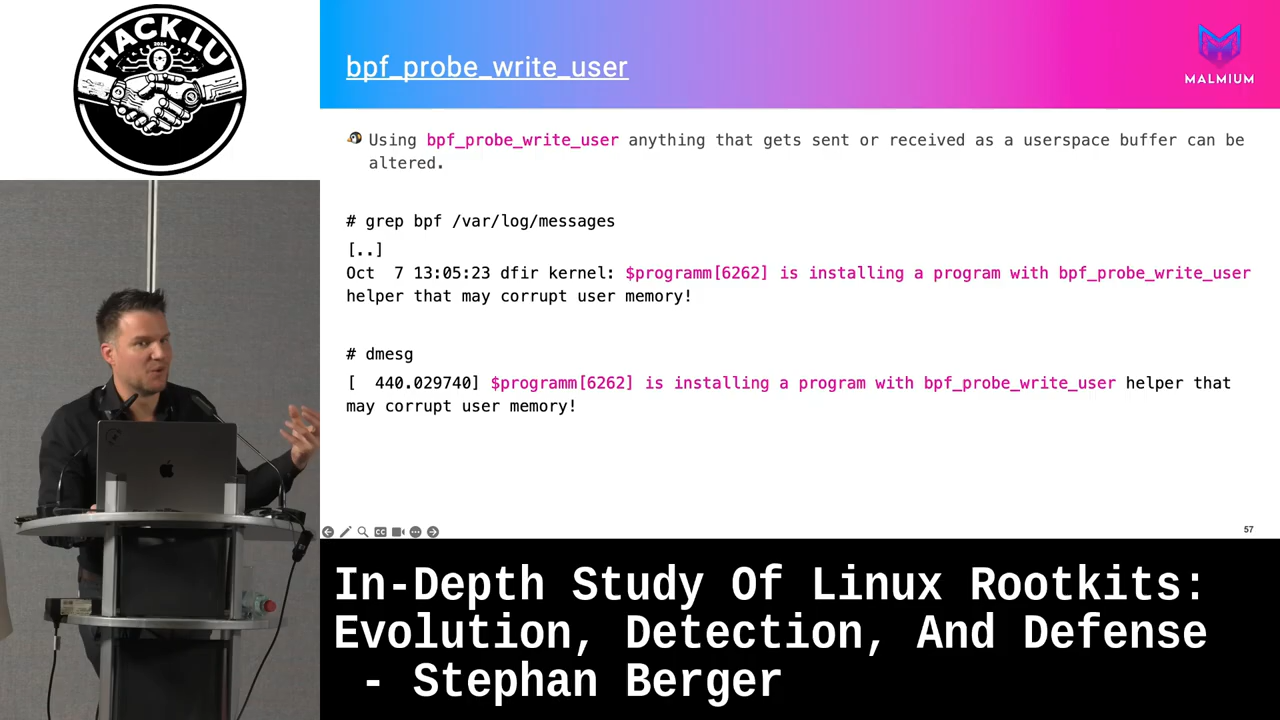 HACK.LU
2024
MALMIUM
bpf_probe_write_user
Using bpf_probe_write_user anything that gets sent or received as a userspace buffer can be
altered.
# grep bpf /var/log/messages
[..]
Oct  7 13:05:23 dfir kernel: $programm[6262] is installing a program with bpf_probe_write_user
helper that may corrupt user memory!
# dmesg
[  440.029740] $programm[6262] is installing a program with bpf_probe_write_user helper that
may corrupt user memory!
CC
57
In-Depth Study Of Linux Rootkits:
Evolution, Detection, And Defense
- Stephan Berger